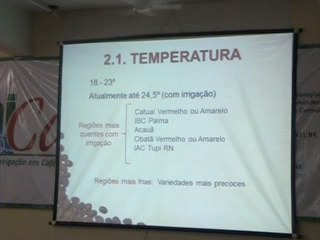 2.1. TEMPERATURA
18 - 23º
Atualmente até 24,5º (com irrigação)
Regiões mais
quentes com
irrigação
Catuaí Vermelho ou Amarelo
IBC Palma
Acauã
Obatã Vermelho ou Amarelo
IAC Tupi RN
Regiões mais frias: Variedades mais precoces